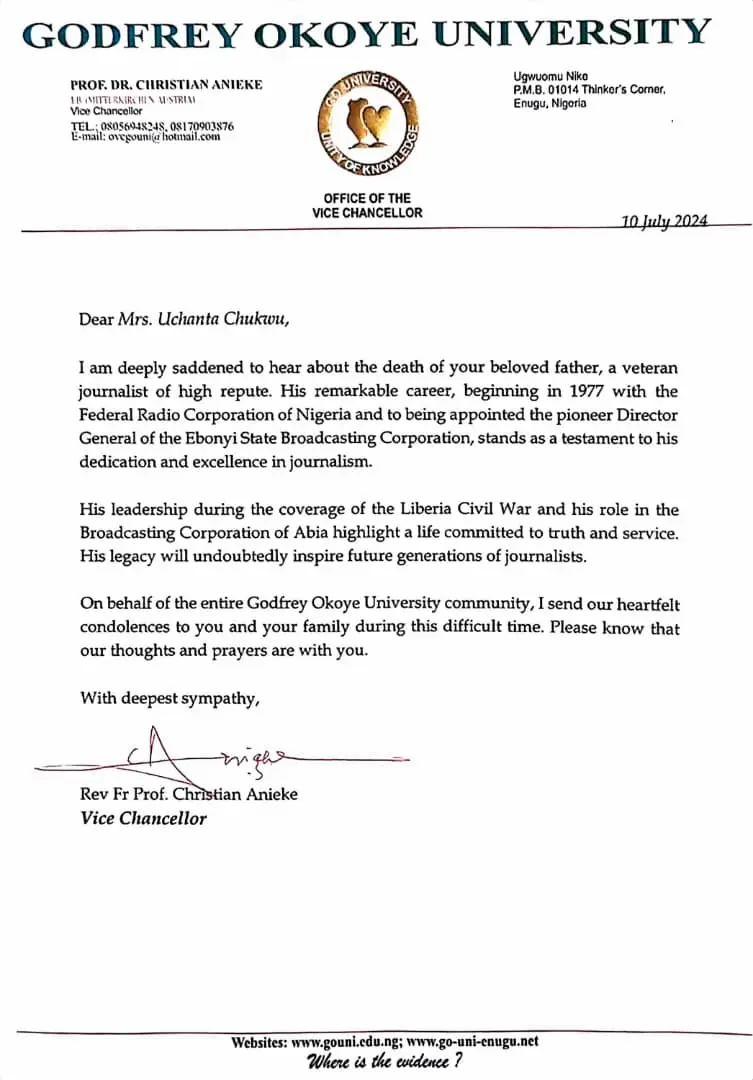 GODFREY OKOYE UNIVERSITY
PROF. DR. CHRISTIAN ANIEKE
Vice Chancellor
TEL.: 08056948248, 08170903876
E-mail: ovcgouni@hotmail.com
GO UNIVERSITY
UNITY OF KNOWLEDGE
OFFICE OF THE
VICE CHANCELLOR
Ugwuomu Nike
P.M.B. 01014 Thinker's Corner,
Enugu, Nigeria
10 July 2024
Dear Mrs. Uchanta Chukwu,
I am deeply saddened to hear about the death of your beloved father, a veteran
journalist of high repute. His remarkable career, beginning in 1977 with the
Federal Radio Corporation of Nigeria and to being appointed the pioneer Director
General of the Ebonyi State Broadcasting Corporation, stands as a testament to his
dedication and excellence in journalism.
His leadership during the coverage of the Liberia Civil War and his role in the
Broadcasting Corporation of Abia highlight a life committed to truth and service.
His legacy will undoubtedly inspire future generations of journalists.
On behalf of the entire Godfrey Okoye University community, I send our heartfelt
condolences to you and your family during this difficult time. Please know that
our thoughts and prayers are with you.
With deepest sympathy,
Rev Fr Prof. Christian Anieke
Vice Chancellor
Websites: www.gouni.edu.ng; www.go-uni-enugu.net
Where is the evidence ?